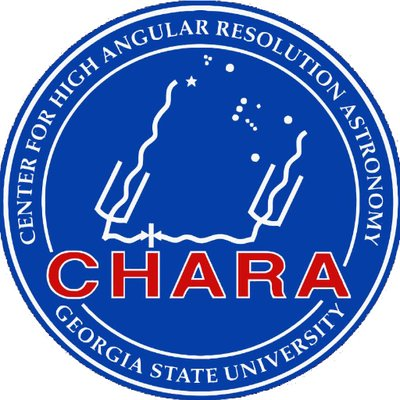 CENTER FOR HIGH ANGULAR RESOLUTION ASTRONOMY
CHARA
GEORGIA STATE UNIVERSITY